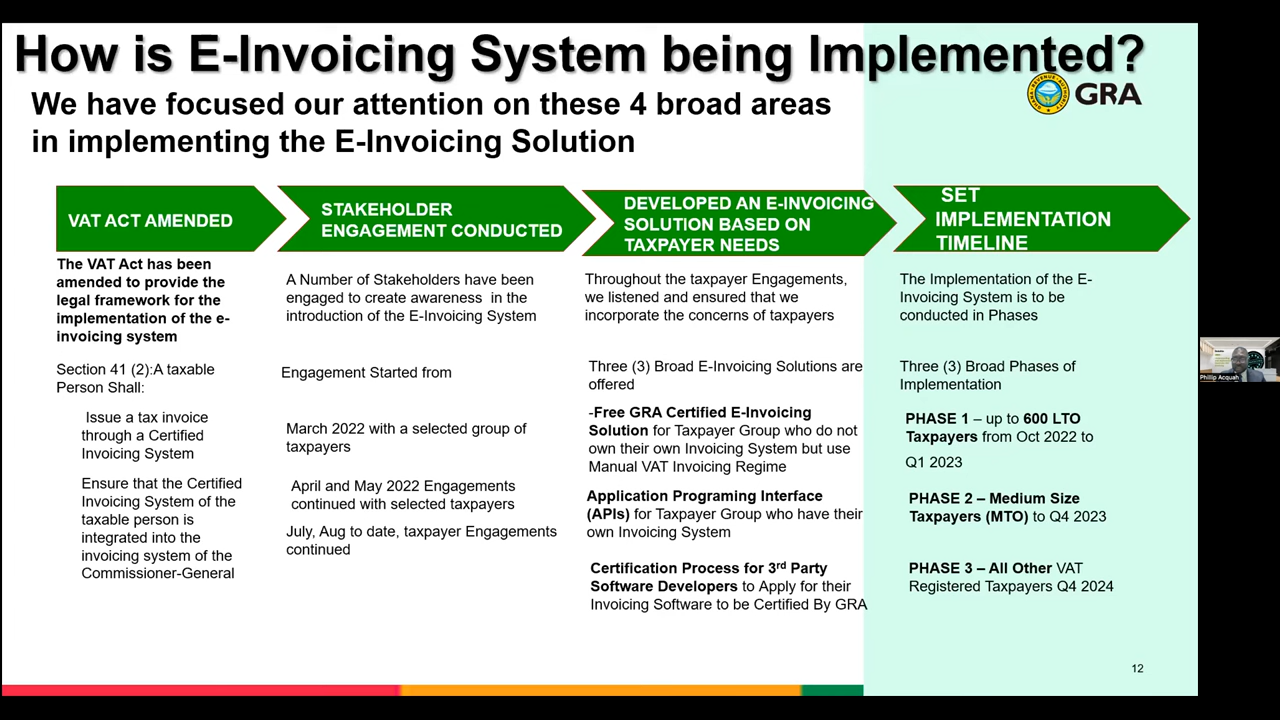 How is E-Invoicing System being Implemented?
We have focused our attention on these 4 broad areas
in implementing the E-Invoicing Solution
GRA
VAT ACT AMENDED
The VAT Act has been
amended to provide the
legal framework for the
implementation of the e-
invoicing system
Section 41 (2):A taxable
Person Shall:
Issue a tax invoice
through a Certified
Invoicing System
Ensure that the Certified
Invoicing System of the
taxable person is
integrated into the
invoicing system of the
Commissioner-General
STAKEHOLDER
ENGAGEMENT CONDUCTED
A Number of Stakeholders have been
engaged to create awareness in the
introduction of the E-Invoicing System
Engagement Started from
March 2022 with a selected group of
taxpayers
April and May 2022 Engagements
continued with selected taxpayers
July, Aug to date, taxpayer Engagements
continued
DEVELOPED AN E-INVOICING
SOLUTION BASED ON
TAXPAYER NEEDS
Throughout the taxpayer Engagements,
we listened and ensured that we
incorporate the concerns of taxpayers
Three (3) Broad E-Invoicing Solutions are
offered
-Free GRA Certified E-Invoicing
Solution for Taxpayer Group who do not
own their own Invoicing System but use
Manual VAT Invoicing Regime
Application Programing Interface
(APIs) for Taxpayer Group who have their
own Invoicing System
Certification Process for 3rd Party
Software Developers to Apply for their
Invoicing Software to be Certified By GRA
SET
IMPLEMENTATION
TIMELINE
The Implementation of the E-
Invoicing System is to be
conducted in Phases
Three (3) Broad Phases of
Implementation
PHASE 1 – up to 600 LTO
Taxpayers from Oct 2022 to
Q1 2023
PHASE 2 – Medium Size
Taxpayers (MTO) to Q4 2023
PHASE 3 – All Other VAT
Registered Taxpayers Q4 2024
12
Phillip Acquah